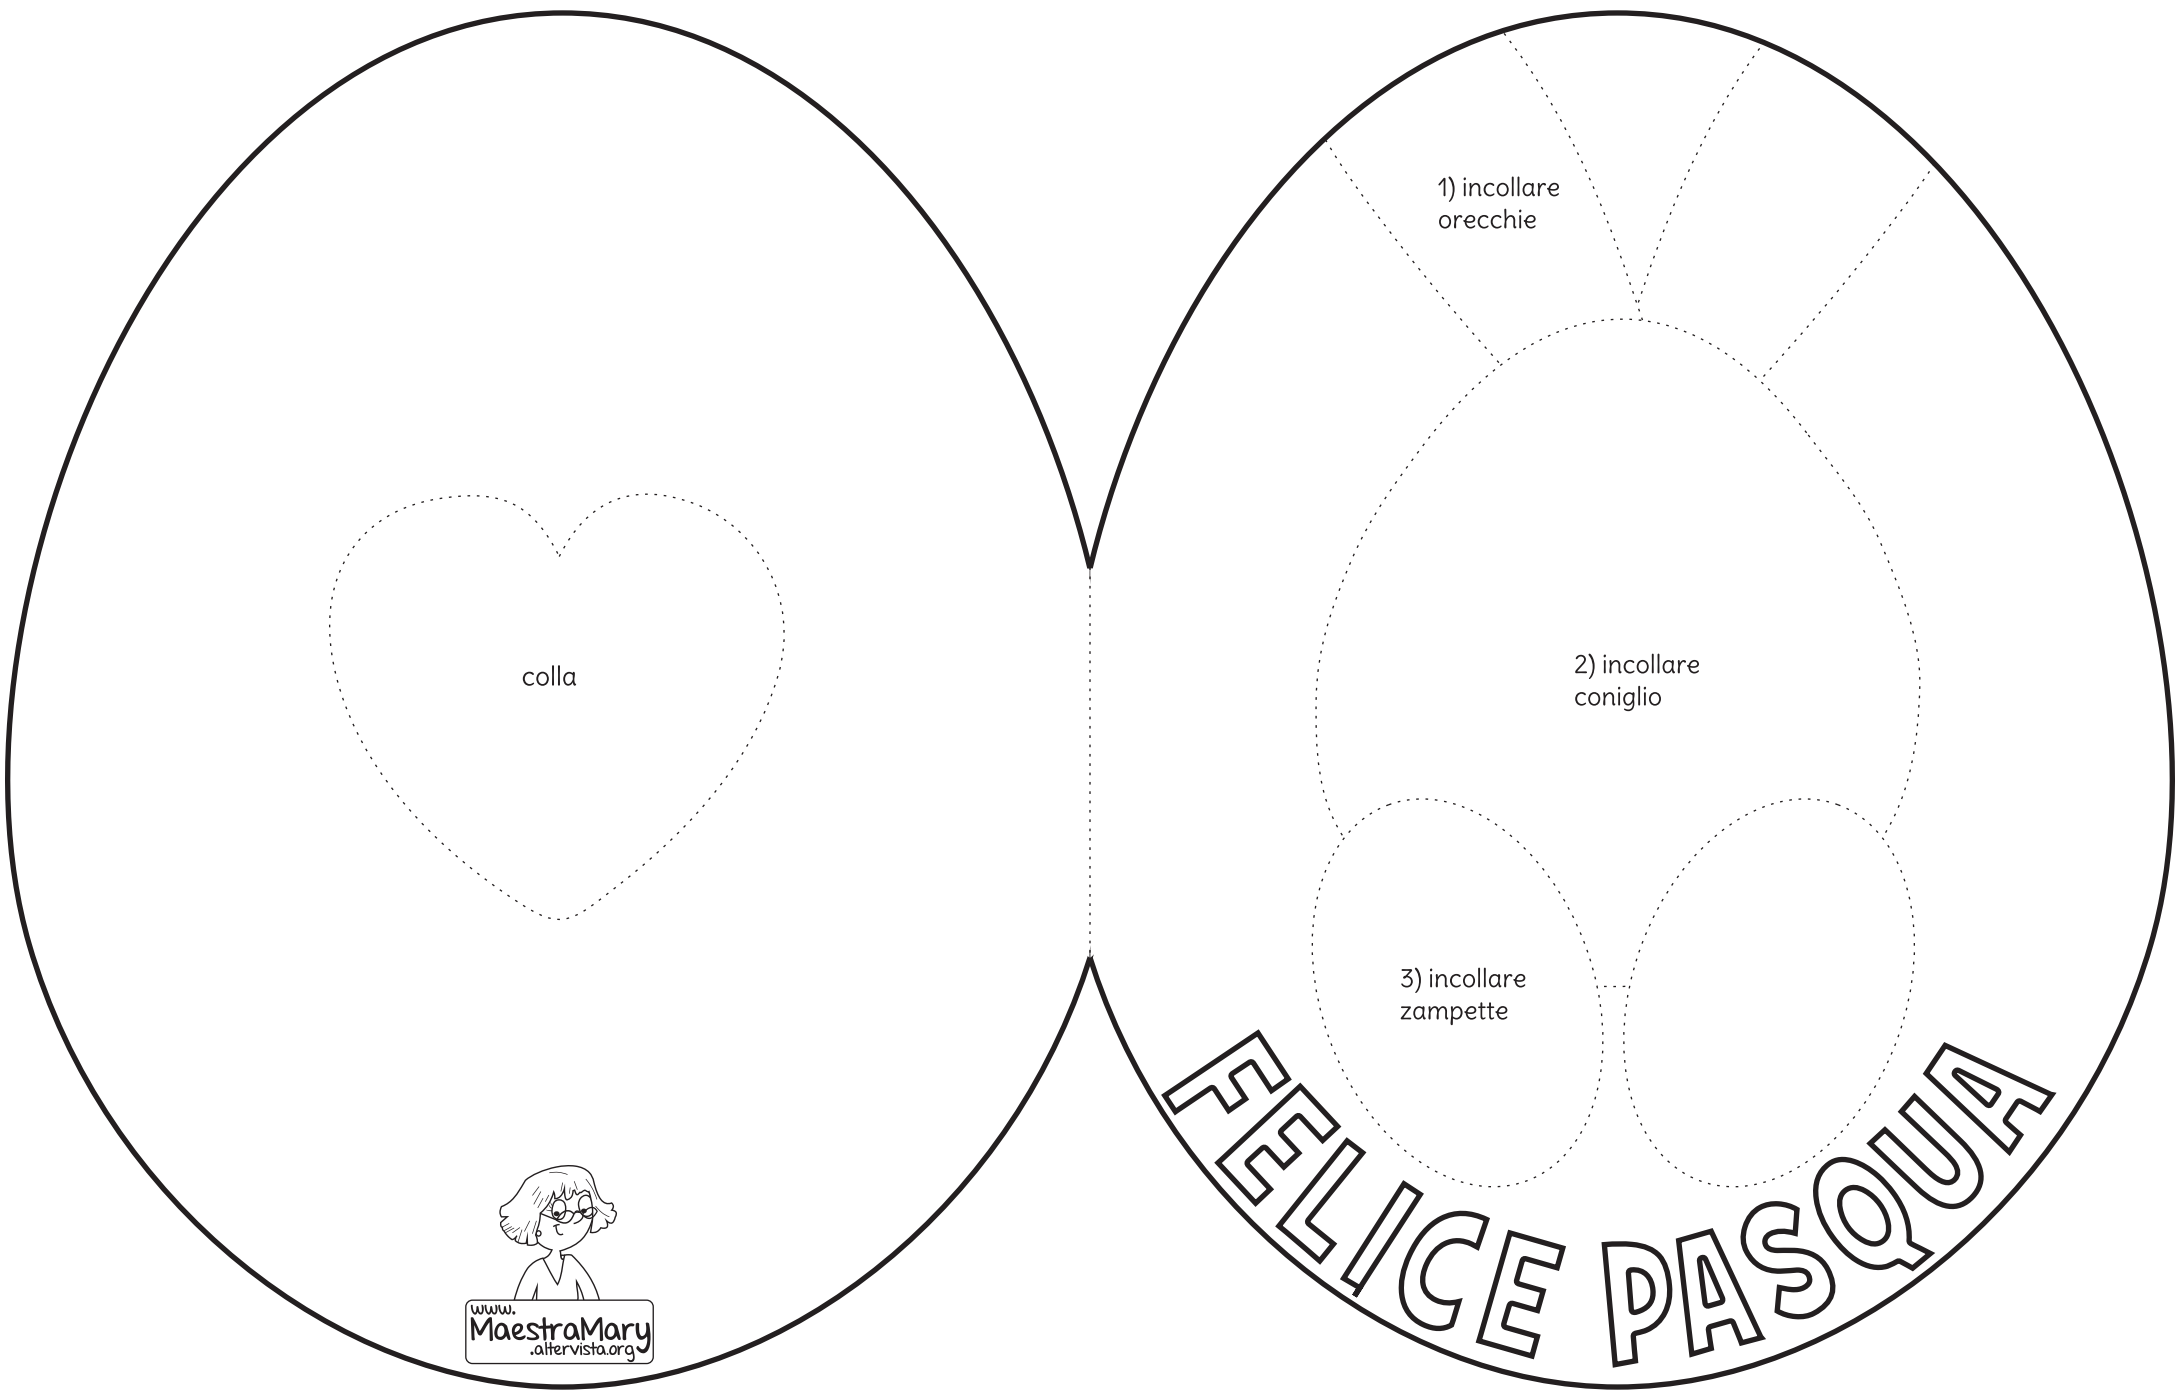 colla
www.
MaestraMary
.altervista.org
1) incollare
orecchie
2) incollare
coniglio
3) incollare
zampette
FELICE PASQUA